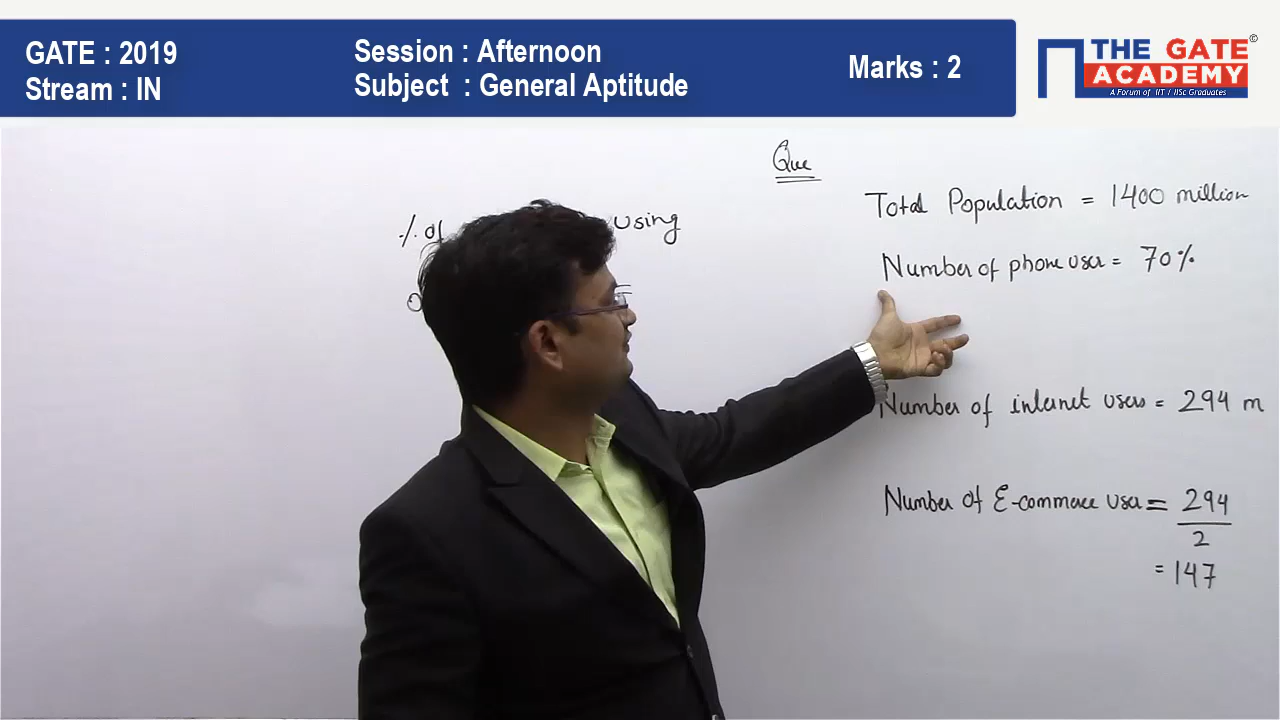 GATE : 2019
Stream : IN
Session : Afternoon
Subject : General Aptitude
Marks : 2
THE GATE ©
ACADEMY
A Forum of IIT / IISc Graduates
Que
Total Population = 1400 million
% of using
Number of phone user = 70%
Number of internet users = 294 m
Number of E-commerce user = 294
2
= 147